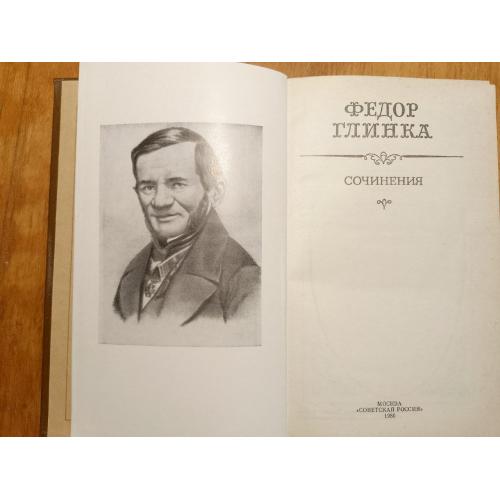 ФЕДОР
ГЛИНКА
СОЧИНЕНИЯ
МОСКВА
«СОВЕТСКАЯ РОССИЯ»
1986